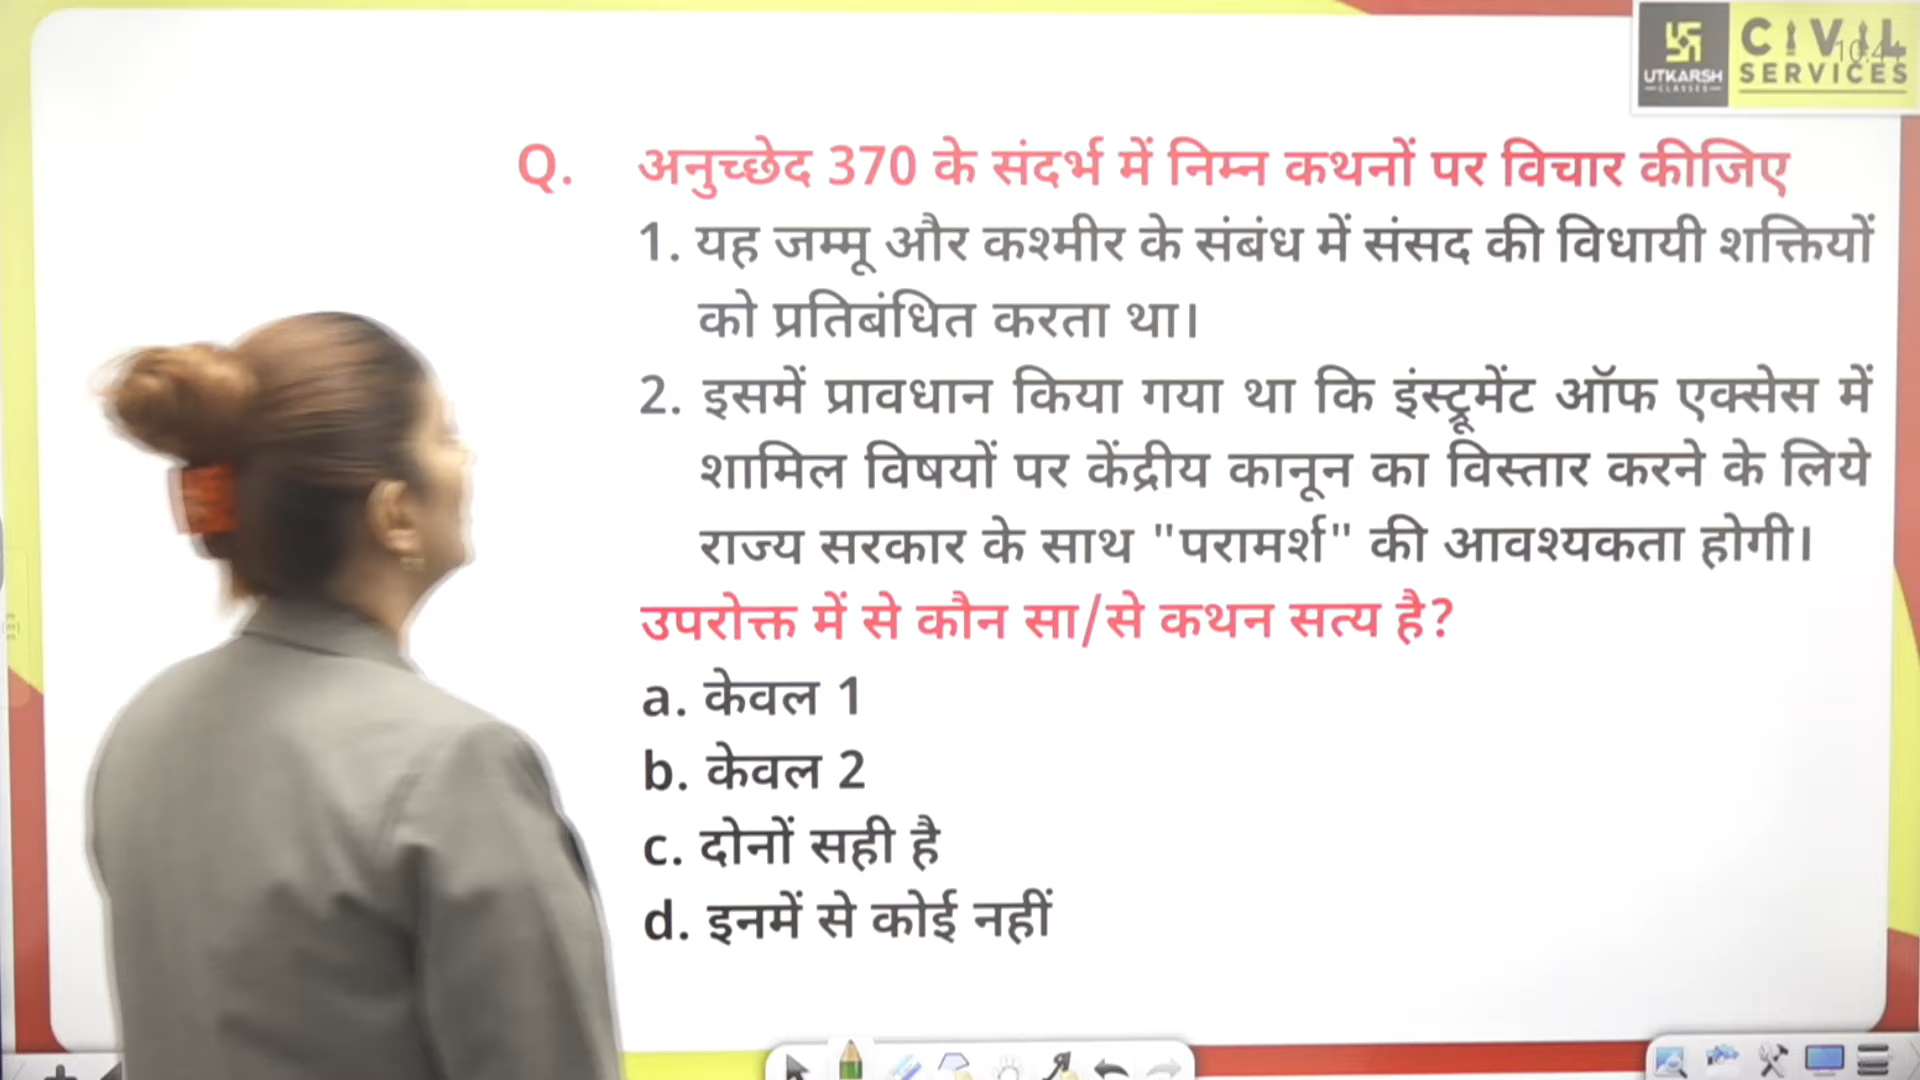 UTKARSH
CLASSES
CIVIL
SERVICES
Q. अनुच्छेद 370 के संदर्भ में निम्न कथनों पर विचार कीजिए
1. यह जम्मू और कश्मीर के संबंध में संसद की विधायी शक्तियों
को प्रतिबंधित करता था।
2. इसमें प्रावधान किया गया था कि इंस्ट्रूमेंट ऑफ एक्सेस में
शामिल विषयों पर केंद्रीय कानून का विस्तार करने के लिये
राज्य सरकार के साथ "परामर्श" की आवश्यकता होगी।
उपरोक्त में से कौन सा/से कथन सत्य है?
a. केवल 1
b. केवल 2
c. दोनों सही है
d. इनमें से कोई नहीं